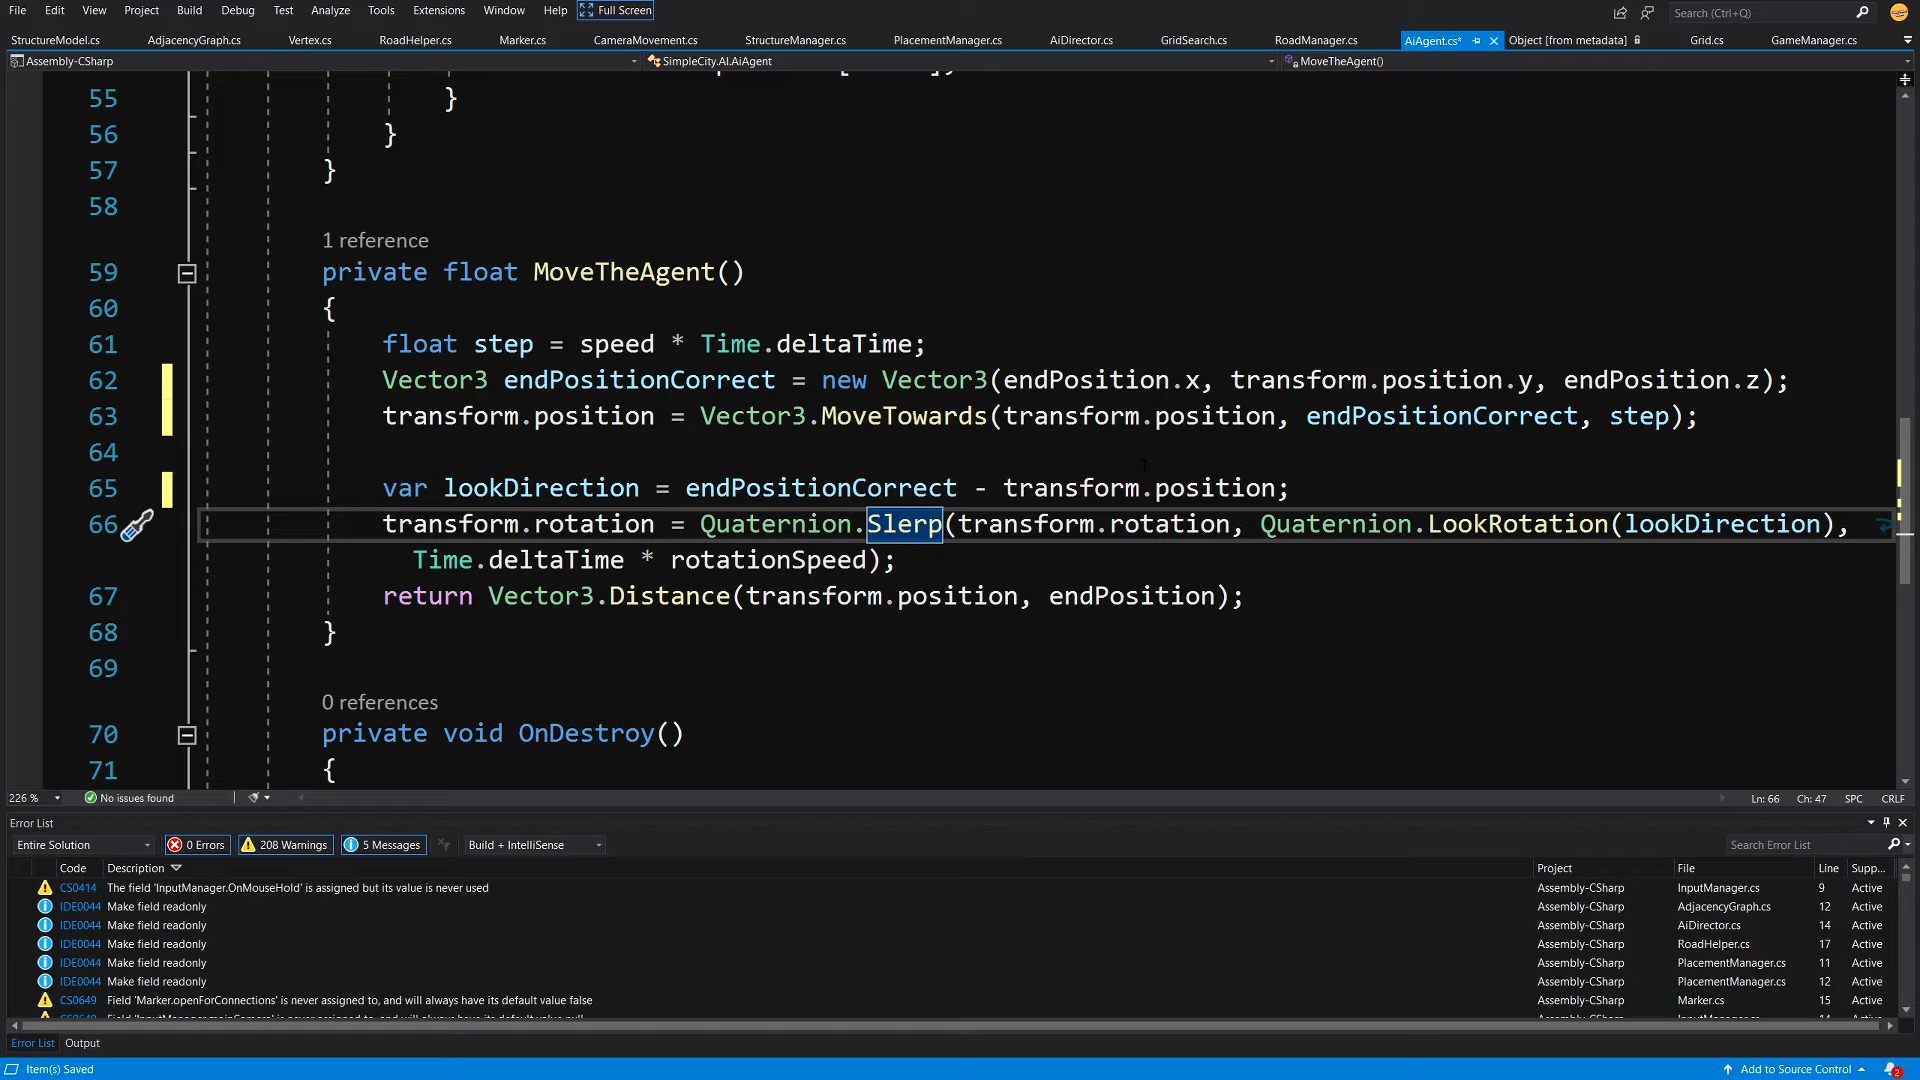 File Edit View Project Build Debug Test Analyze Tools Extensions Window Help Full Screen Search (Ctrl+Q)
StructureModel.cs AdjacencyGraph.cs Vertex.cs RoadHelper.cs Marker.cs CameraMovement.cs StructureManager.cs PlacementManager.cs AiDirector.cs GridSearch.cs RoadManager.cs AiAgent.cs* Object [from metadata] Grid.cs GameManager.cs
Assembly-CSharp SimpleCity.AI.AiAgent MoveTheAgent()
55 }
56 }
57 }
58
1 reference
59 private float MoveTheAgent()
60 {
61 float step = speed * Time.deltaTime;
62 Vector3 endPositionCorrect = new Vector3(endPosition.x, transform.position.y, endPosition.z);
63 transform.position = Vector3.MoveTowards(transform.position, endPositionCorrect, step);
64
65 var lookDirection = endPositionCorrect - transform.position;
66 transform.rotation = Quaternion.Slerp(transform.rotation, Quaternion.LookRotation(lookDirection),
Time.deltaTime * rotationSpeed);
67 return Vector3.Distance(transform.position, endPosition);
68 }
69
0 references
70 private void OnDestroy()
71 {
226 % No issues found Ln: 66 Ch: 47 SPC CRLF
Error List
Entire Solution 0 Errors 208 Warnings 5 Messages Build + IntelliSense Search Error List
Code Description Project File Line Supp...
CS0414 The field 'InputManager.OnMouseHold' is assigned but its value is never used Assembly-CSharp InputManager.cs 9 Active
IDE0044 Make field readonly Assembly-CSharp AdjacencyGraph.cs 12 Active
IDE0044 Make field readonly Assembly-CSharp AiDirector.cs 14 Active
IDE0044 Make field readonly Assembly-CSharp RoadHelper.cs 17 Active
IDE0044 Make field readonly Assembly-CSharp PlacementManager.cs 11 Active
IDE0044 Make field readonly Assembly-CSharp PlacementManager.cs 12 Active
CS0649 Field 'Marker.openForConnections' is never assigned to, and will always have its default value false Assembly-CSharp Marker.cs 15 Active
Error List Output
Item(s) Saved Add to Source Control 2